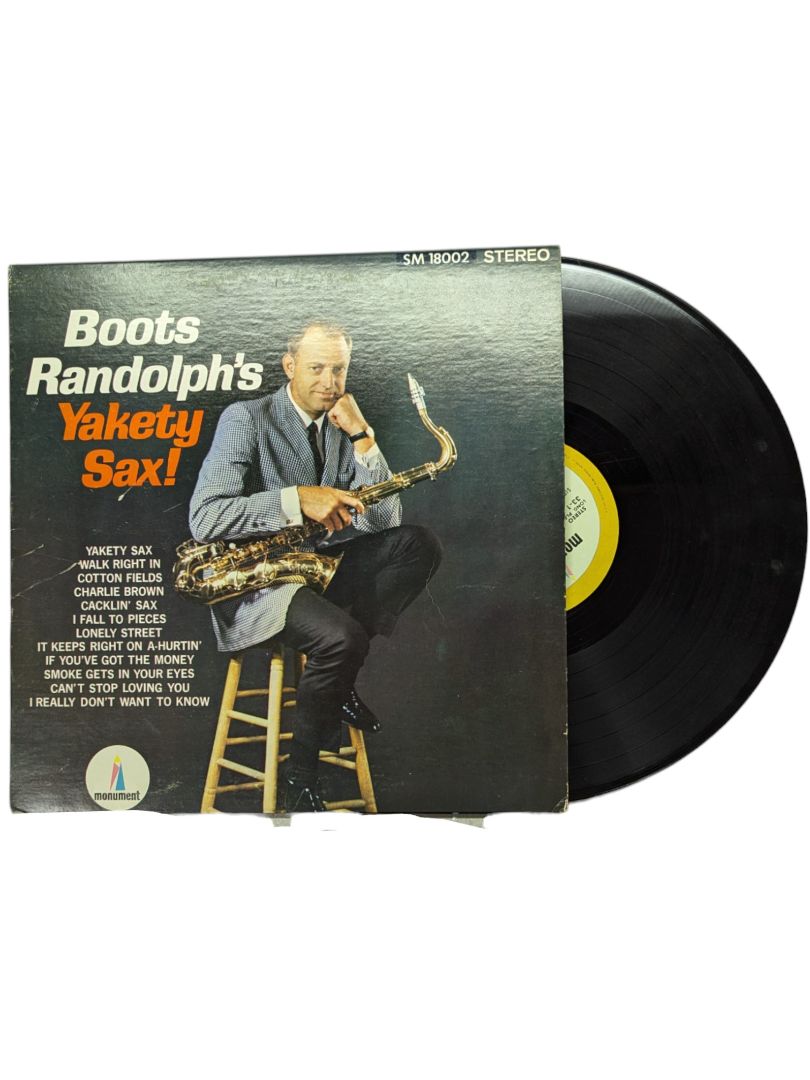 SM 18002 STEREO
Boots
Randolph's
Yakety
Sax!
YAKETY SAX
WALK RIGHT IN
COTTON FIELDS
CHARLIE BROWN
CACKLIN' SAX
I FALL TO PIECES
LONELY STREET
IT KEEPS RIGHT ON A-HURTIN'
IF YOU'VE GOT THE MONEY
SMOKE GETS IN YOUR EYES
CAN'T STOP LOVING YOU
I REALLY DON'T WANT TO KNOW
monument
STEREO